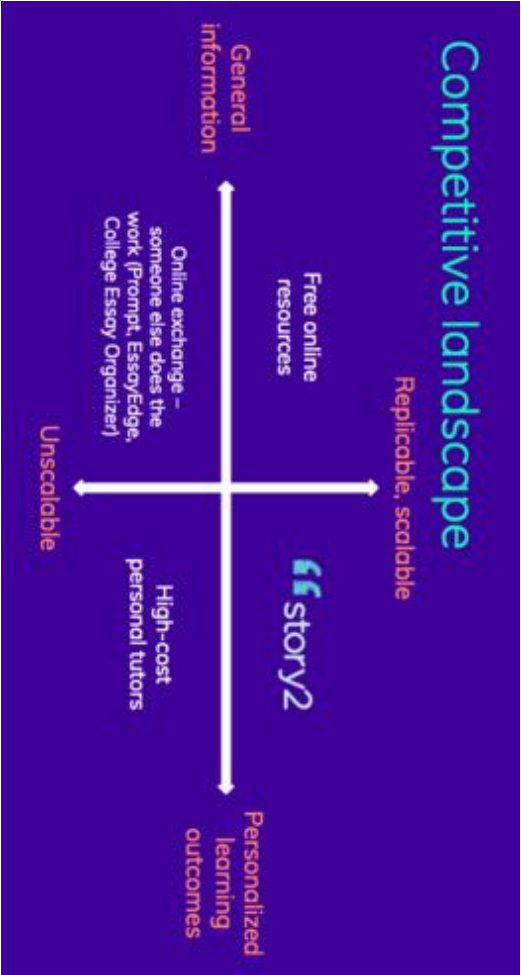 Competitive landscape
Replicable, scalable
Free online
resources
“story2
General
information
Personalized
learning
outcomes
Online exchange –
someone else does the
work (Prompt, EssayEdge,
College Essay Organizer)
High-cost
personal tutors
Unscalable